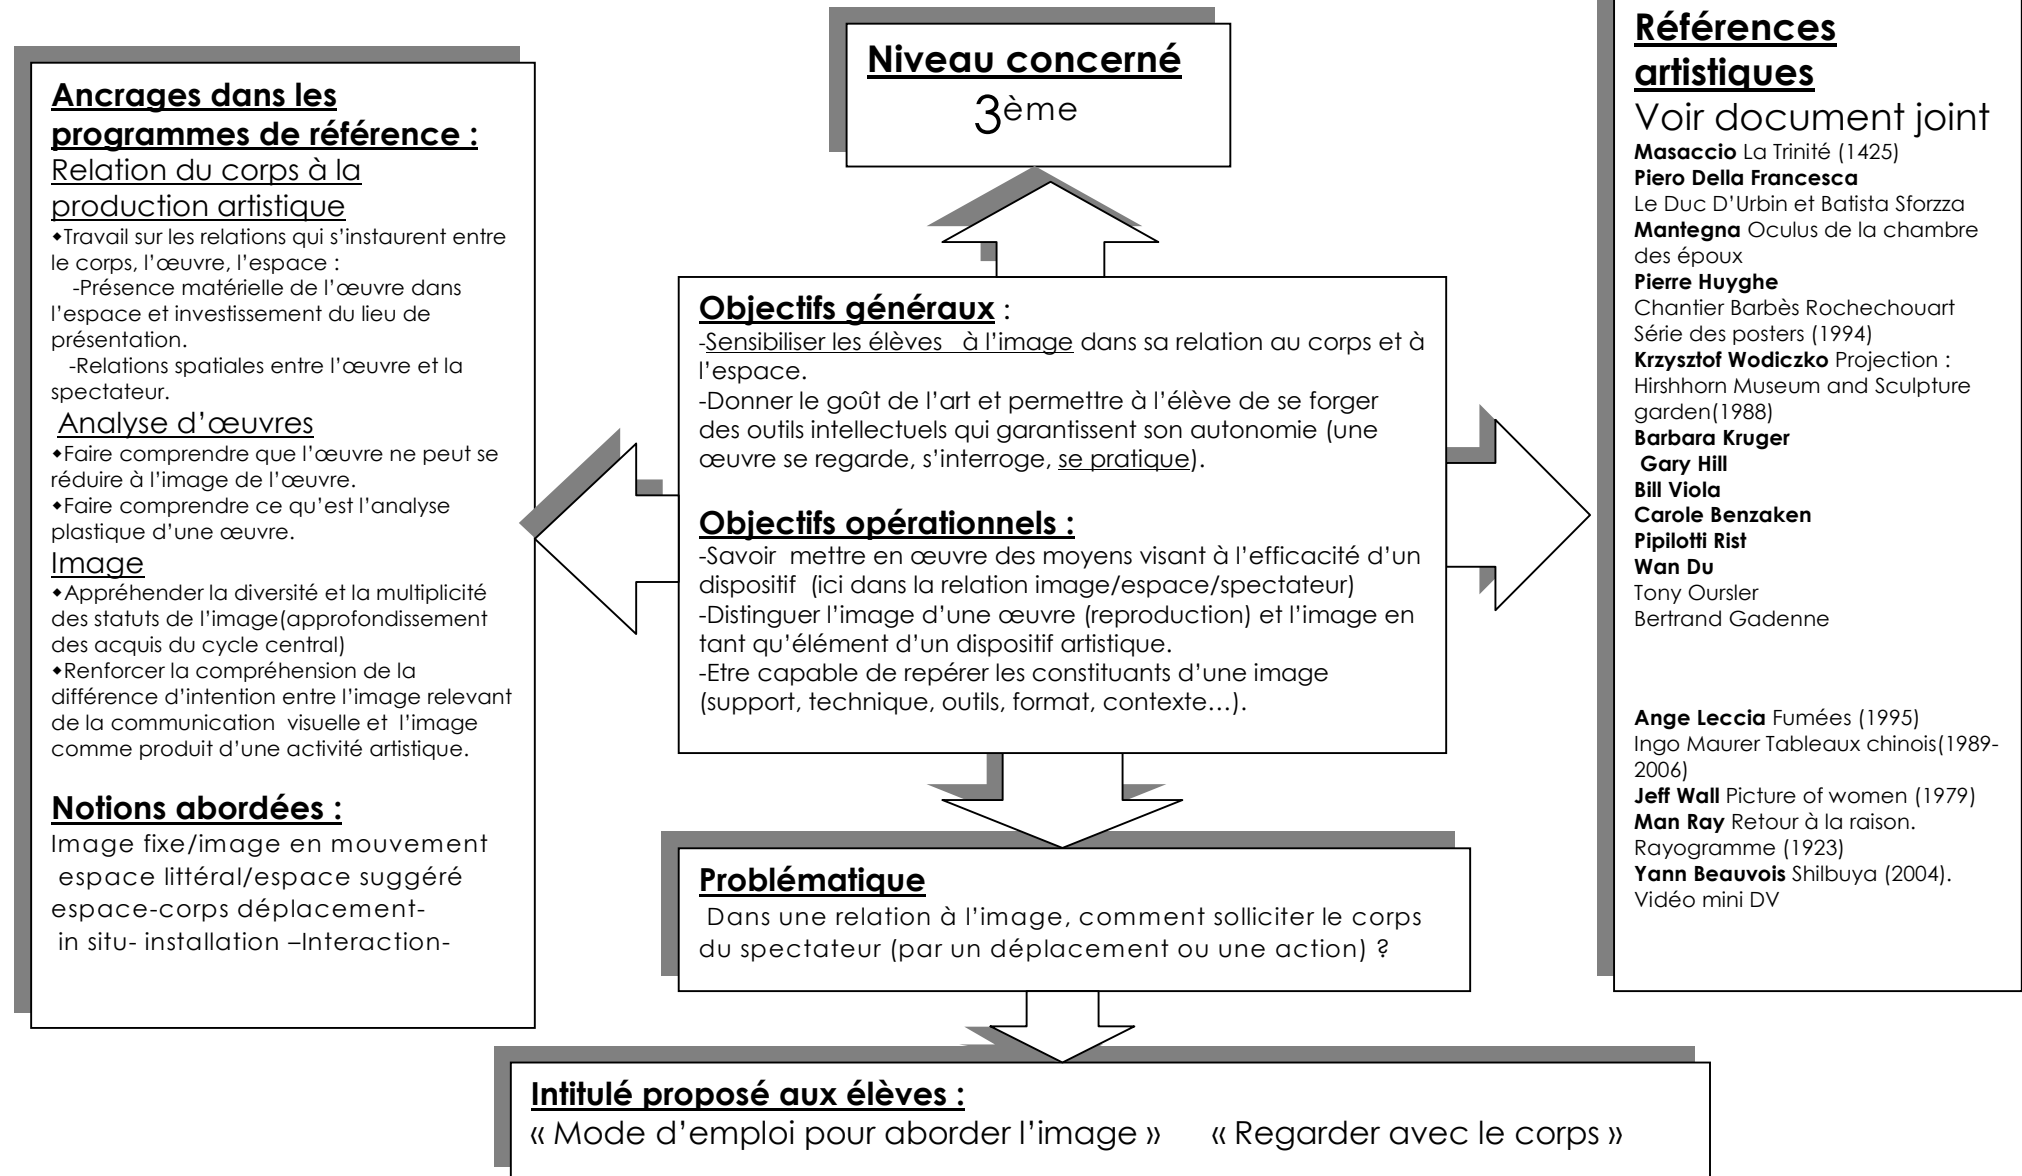 Ancrages dans les
programmes de référence :
Relation du corps à la
production artistique
◆Travail sur les relations qui s'instaurent entre
le corps, l'œuvre, l'espace :
-Présence matérielle de l'œuvre dans
l'espace et investissement du lieu de
présentation.
-Relations spatiales entre l'œuvre et la
spectateur.
Analyse d'œuvres
◆Faire comprendre que l'œuvre ne peut se
réduire à l'image de l'œuvre.
◆Faire comprendre ce qu'est l'analyse
plastique d'une œuvre.
Image
◆Appréhender la diversité et la multiplicité
des statuts de l'image(approfondissement
des acquis du cycle central)
◆Renforcer la compréhension de la
différence d'intention entre l'image relevant
de la communication visuelle et l'image
comme produit d'une activité artistique.
Notions abordées :
Image fixe/image en mouvement
espace littéral/espace suggéré
espace-corps déplacement-
in situ- installation –Interaction-
Niveau concerné
3ème
Objectifs généraux :
-Sensibiliser les élèves à l'image dans sa relation au corps et à
l'espace.
-Donner le goût de l'art et permettre à l'élève de se forger
des outils intellectuels qui garantissent son autonomie (une
œuvre se regarde, s'interroge, se pratique).
Objectifs opérationnels :
-Savoir mettre en œuvre des moyens visant à l'efficacité d'un
dispositif (ici dans la relation image/espace/spectateur)
-Distinguer l'image d'une œuvre (reproduction) et l'image en
tant qu'élément d'un dispositif artistique.
-Etre capable de repérer les constituants d'une image
(support, technique, outils, format, contexte…).
Problématique
Dans une relation à l'image, comment solliciter le corps
du spectateur (par un déplacement ou une action) ?
Intitulé proposé aux élèves :
« Mode d'emploi pour aborder l'image » « Regarder avec le corps »
Références
artistiques
Voir document joint
Masaccio La Trinité (1425)
Piero Della Francesca
Le Duc D'Urbin et Batista Sforzza
Mantegna Oculus de la chambre
des époux
Pierre Huyghe
Chantier Barbès Rochechouart
Série des posters (1994)
Krzysztof Wodiczko Projection :
Hirshhorn Museum and Sculpture
garden(1988)
Barbara Kruger
Gary Hill
Bill Viola
Carole Benzaken
Pipilotti Rist
Wan Du
Tony Oursler
Bertrand Gadenne
Ange Leccia Fumées (1995)
Ingo Maurer Tableaux chinois(1989-
2006)
Jeff Wall Picture of women (1979)
Man Ray Retour à la raison.
Rayogramme (1923)
Yann Beauvois Shilbuya (2004).
Vidéo mini DV